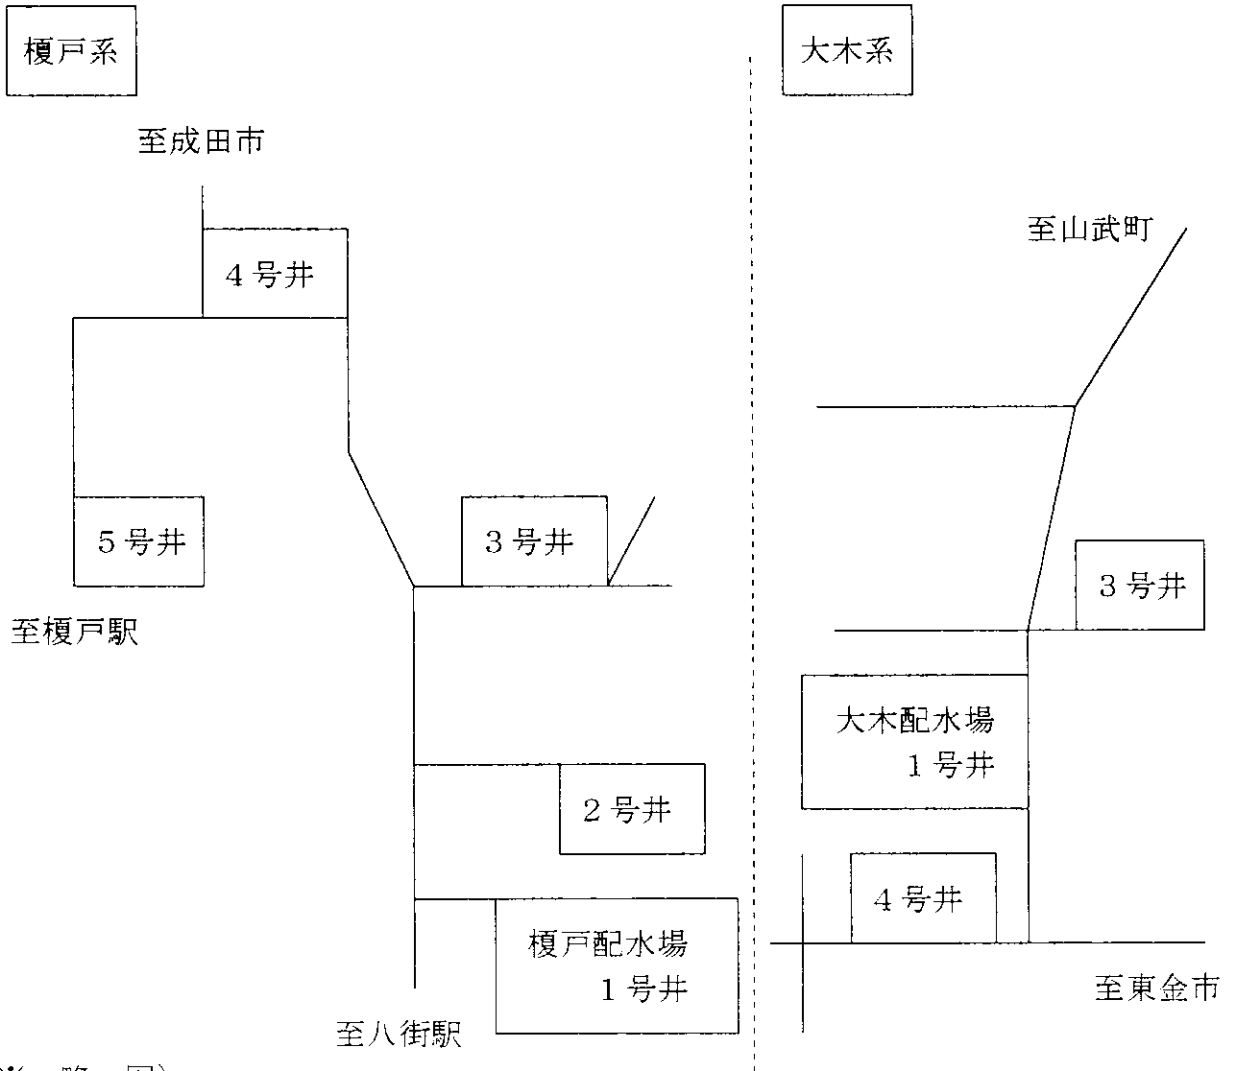 榎戸系
至成田市
4号井
5号井
3号井
至榎戸駅
2号井
榎戸配水場
1号井
至八街駅
大木系
至山武町
3号井
大木配水場
1号井
4号井
至東金市